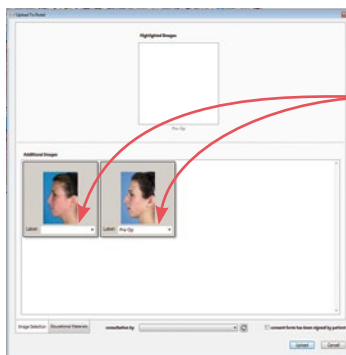 Upload To Portal
Highlighted Images
Pre-Op
Additional Images
Label:
Label: Pre-Op
Image Selection Educational Materials consultation by consent form has been signed by patient
Upload Cancel